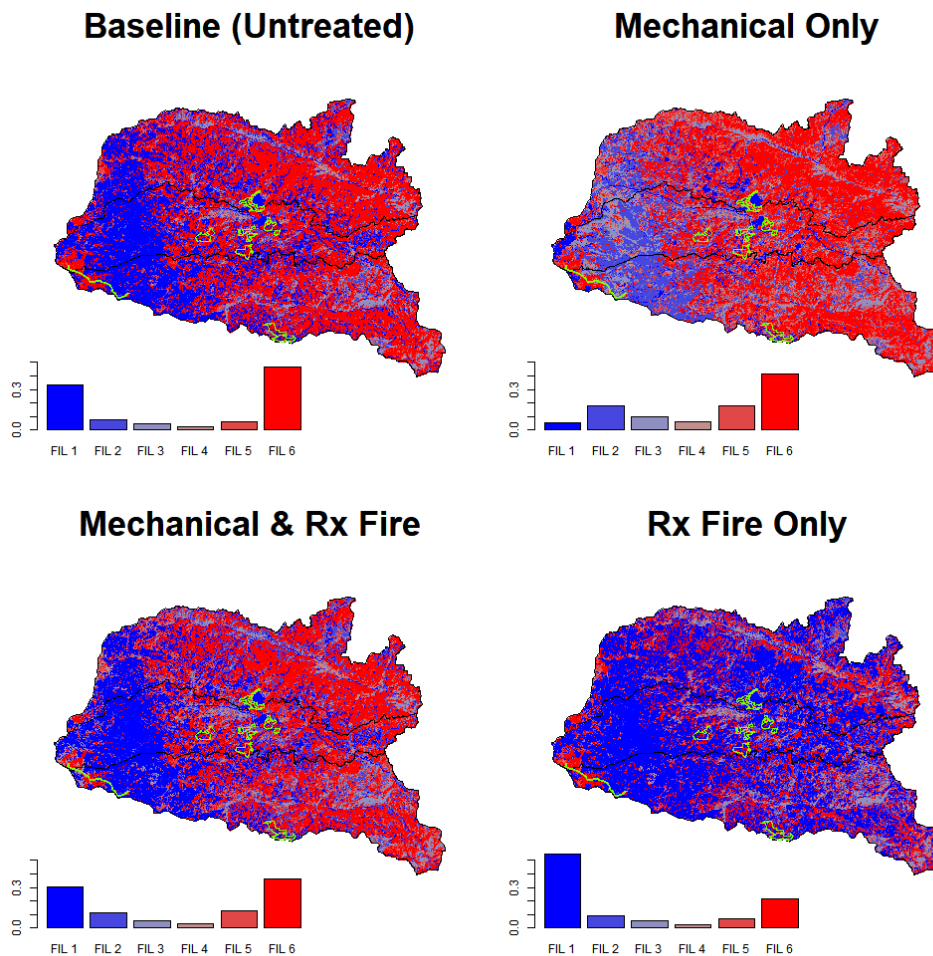 Baseline (Untreated)
Mechanical Only
0.0 0.3
FIL 1 FIL 2 FIL 3 FIL 4 FIL 5 FIL 6
0.0 0.3
FIL 1 FIL 2 FIL 3 FIL 4 FIL 5 FIL 6
Mechanical & Rx Fire
Rx Fire Only
0.0 0.3
FIL 1 FIL 2 FIL 3 FIL 4 FIL 5 FIL 6
0.0 0.3
FIL 1 FIL 2 FIL 3 FIL 4 FIL 5 FIL 6